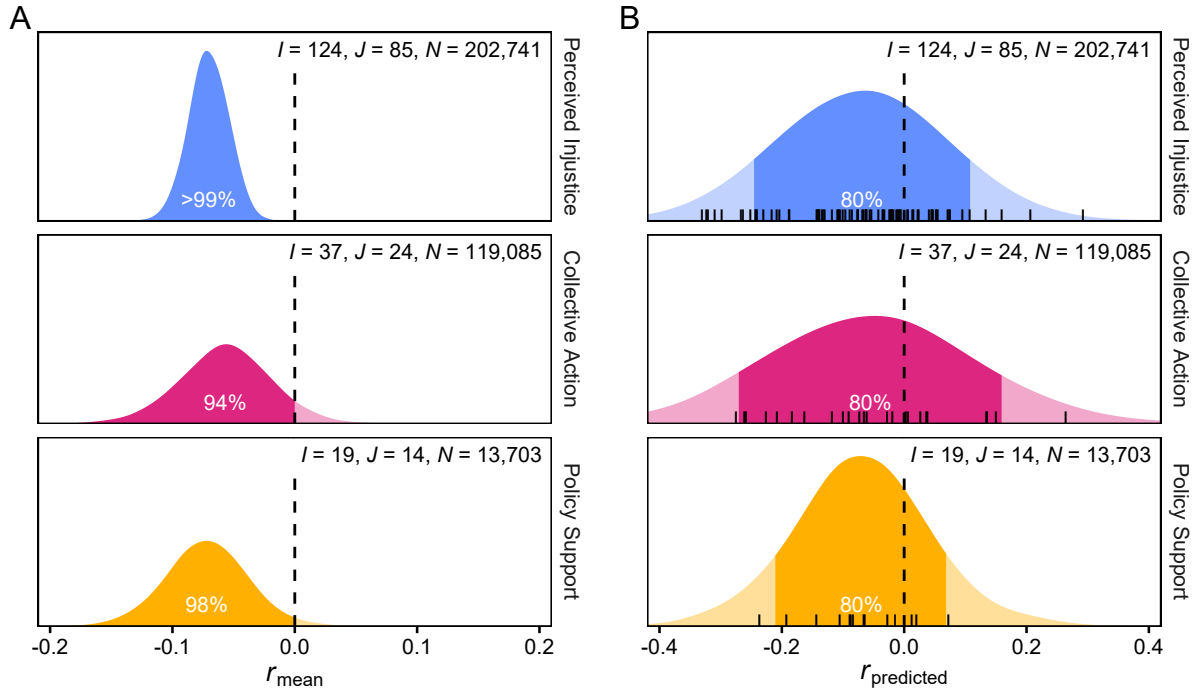 A
I = 124, J = 85, N = 202,741
>99%
Perceived Injustice
I = 37, J = 24, N = 119,085
94%
Collective Action
I = 19, J = 14, N = 13,703
98%
Policy Support
-0.2 -0.1 0.0 0.1 0.2
r mean
B
I = 124, J = 85, N = 202,741
80%
Perceived Injustice
I = 37, J = 24, N = 119,085
80%
Collective Action
I = 19, J = 14, N = 13,703
80%
Policy Support
-0.4 -0.2 0.0 0.2 0.4
r predicted